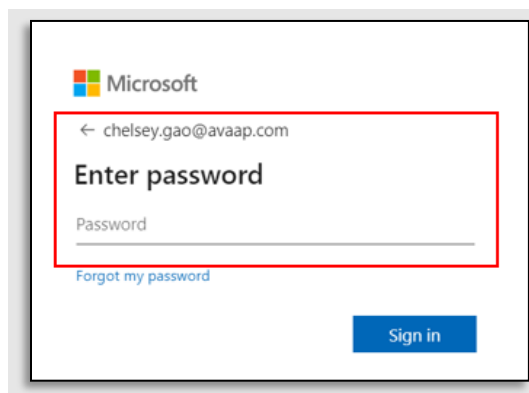 Microsoft
← chelsey.gao@avaap.com
Enter password
Password
Forgot my password
Sign in